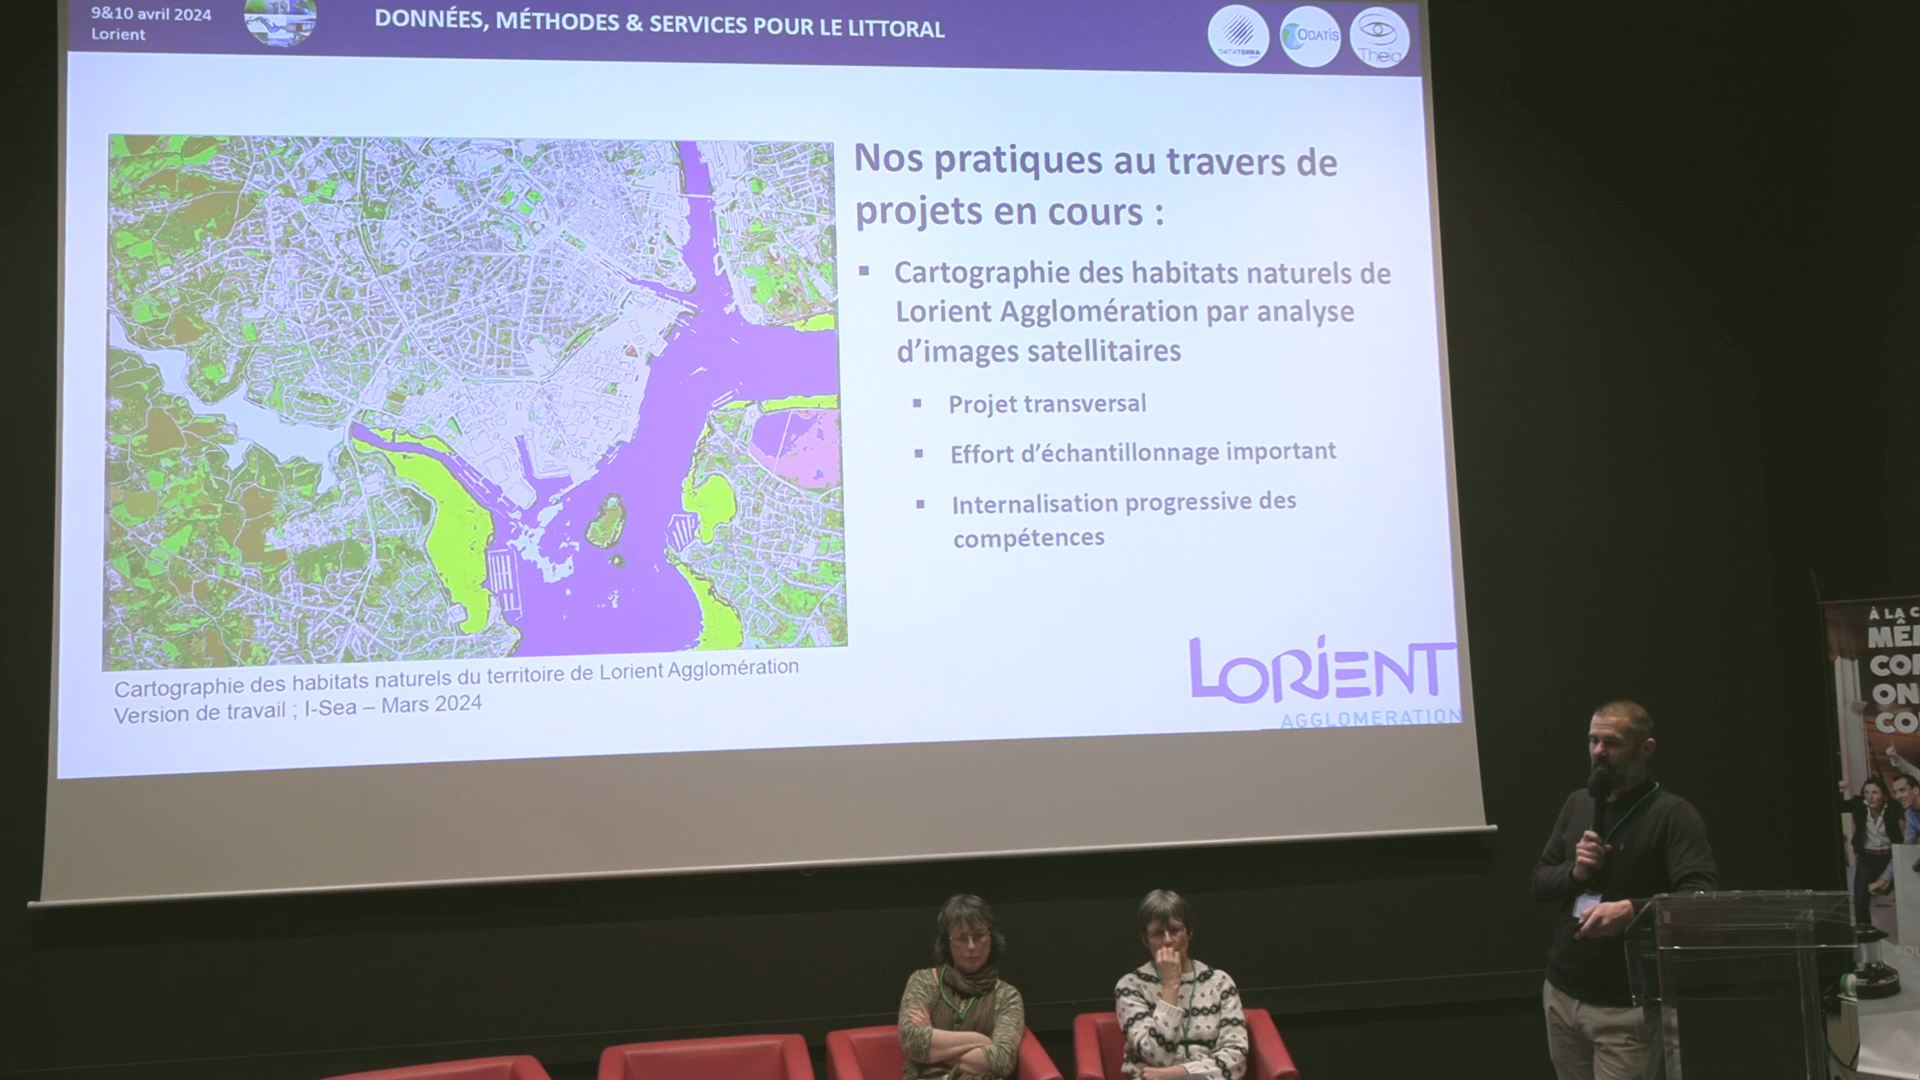 9&10 avril 2024
Lorient
DONNÉES, MÉTHODES & SERVICES POUR LE LITTORAL
DATA TERRA
ODATIS
Theia
Nos pratiques au travers de
projets en cours :
▪ Cartographie des habitats naturels de
Lorient Agglomération par analyse
d’images satellitaires
▪ Projet transversal
▪ Effort d’échantillonnage important
▪ Internalisation progressive des
compétences
Cartographie des habitats naturels du territoire de Lorient Agglomération
Version de travail ; I-Sea – Mars 2024
LORIENT
AGGLOMERATION
À LA C